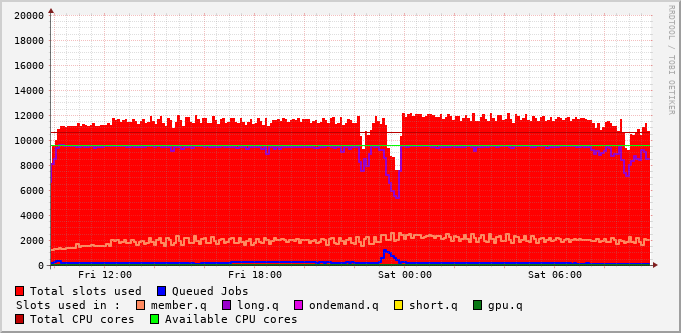 RRDTOOL / TOBI OETIKER
20000
18000
16000
14000
12000
10000
8000
6000
4000
2000
0
Fri 12:00 Fri 18:00 Sat 00:00 Sat 06:00
Total slots used Queued Jobs
Slots used in : member.q long.q ondemand.q short.q gpu.q
Total CPU cores Available CPU cores